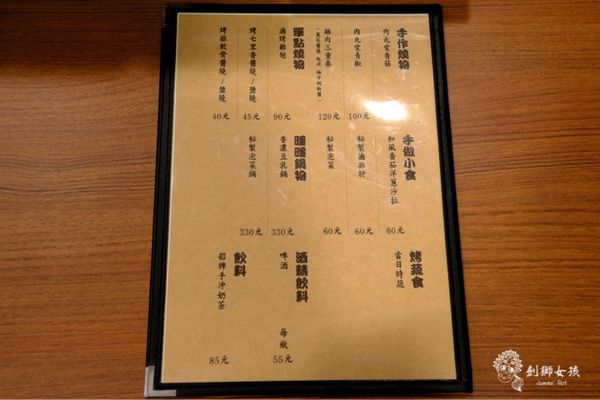 手作燒物
肉丸愛香菇
肉丸愛青椒
100元
雞肉三重奏
120元
單點燒物
滷烤雞翅
90元
烤七里香醬燒/鹽燒
45元
烤雞軟骨醬燒/鹽燒
40元
手做小食
和風番茄洋蔥沙拉
60元
秘製滷雞肝
60元
秘製泡菜
60元
暖暖鍋物
香濃豆乳鍋
330元
秘製泡菜鍋
330元
烤蔬食
當日時蔬
酒精飲料
啤酒
每瓶
55元
飲料
招牌手沖奶茶
85元
劍獅女孩
James Girl